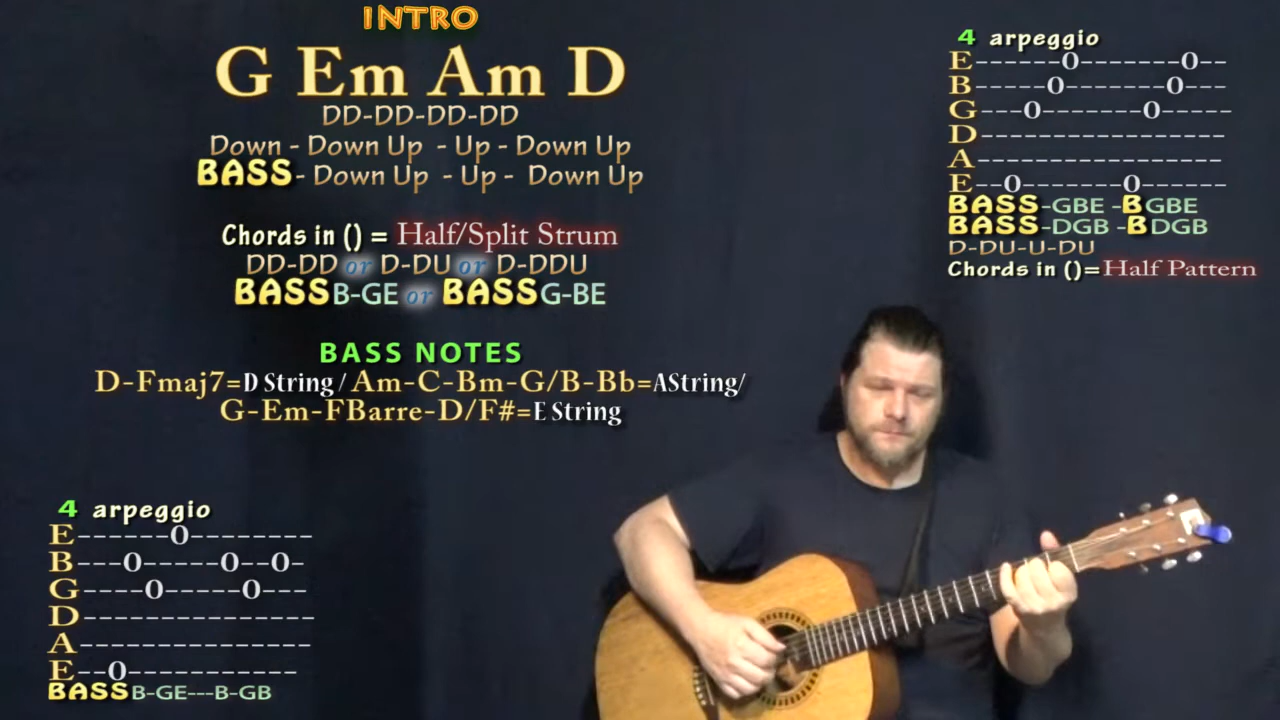 INTRO
G Em Am D
DD-DD-DD-DD
Down - Down Up - Up - Down Up
BASS- Down Up - Up - Down Up
Chords in () = Half/Split Strum
DD-DD or D-DU or D-DDU
BASS B-GE or BASS G-BE
BASS NOTES
D-Fmaj7=D String / Am-C-Bm-G/B-Bb=AString/
G-Em-FBarre-D/F#=E String
4 arpeggio
E------0--------
B---0-----0--0-
G-----0-----0---
D----------------
A----------------
E--0------------
BASS B-GE---B-GB
4 arpeggio
E-------0-------0--
B------0-------0---
G----0-------0-----
D------------------
A------------------
E--0-------0------
BASS-GBE -B GBE
BASS-DGB -B DGB
D-DU-U-DU
Chords in ()=Half Pattern